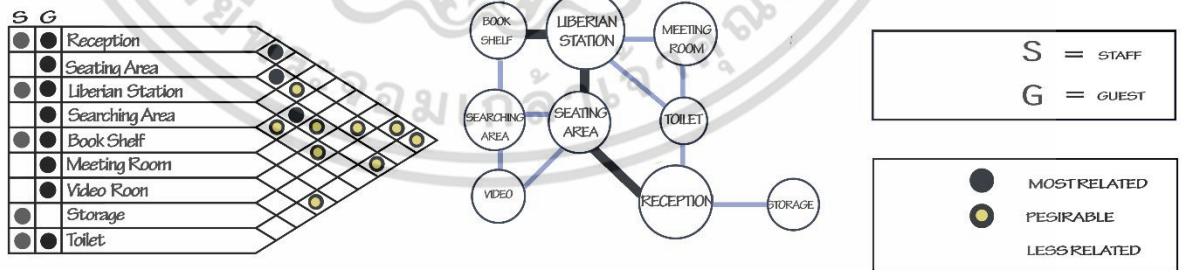 S G
Reception
Seating Area
Liberian Station
Searching Area
Book Shelf
Meeting Room
Video Roon
Storage
Toilet
BOOK
SHELF
LIBERIAN
STATION
MEETING
ROOM
SEARCHING
AREA
SEATING
AREA
TOILET
VIDEO
RECEPTION
STORAGE
S = STAFF
G = GUEST
MOST RELATED
PESIRABLE
LESS RELATED